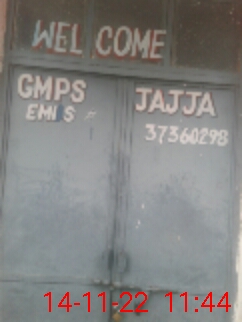 WEL COME
GMPS JAJJA
EMIS " 37360298
14-11-22 11:44